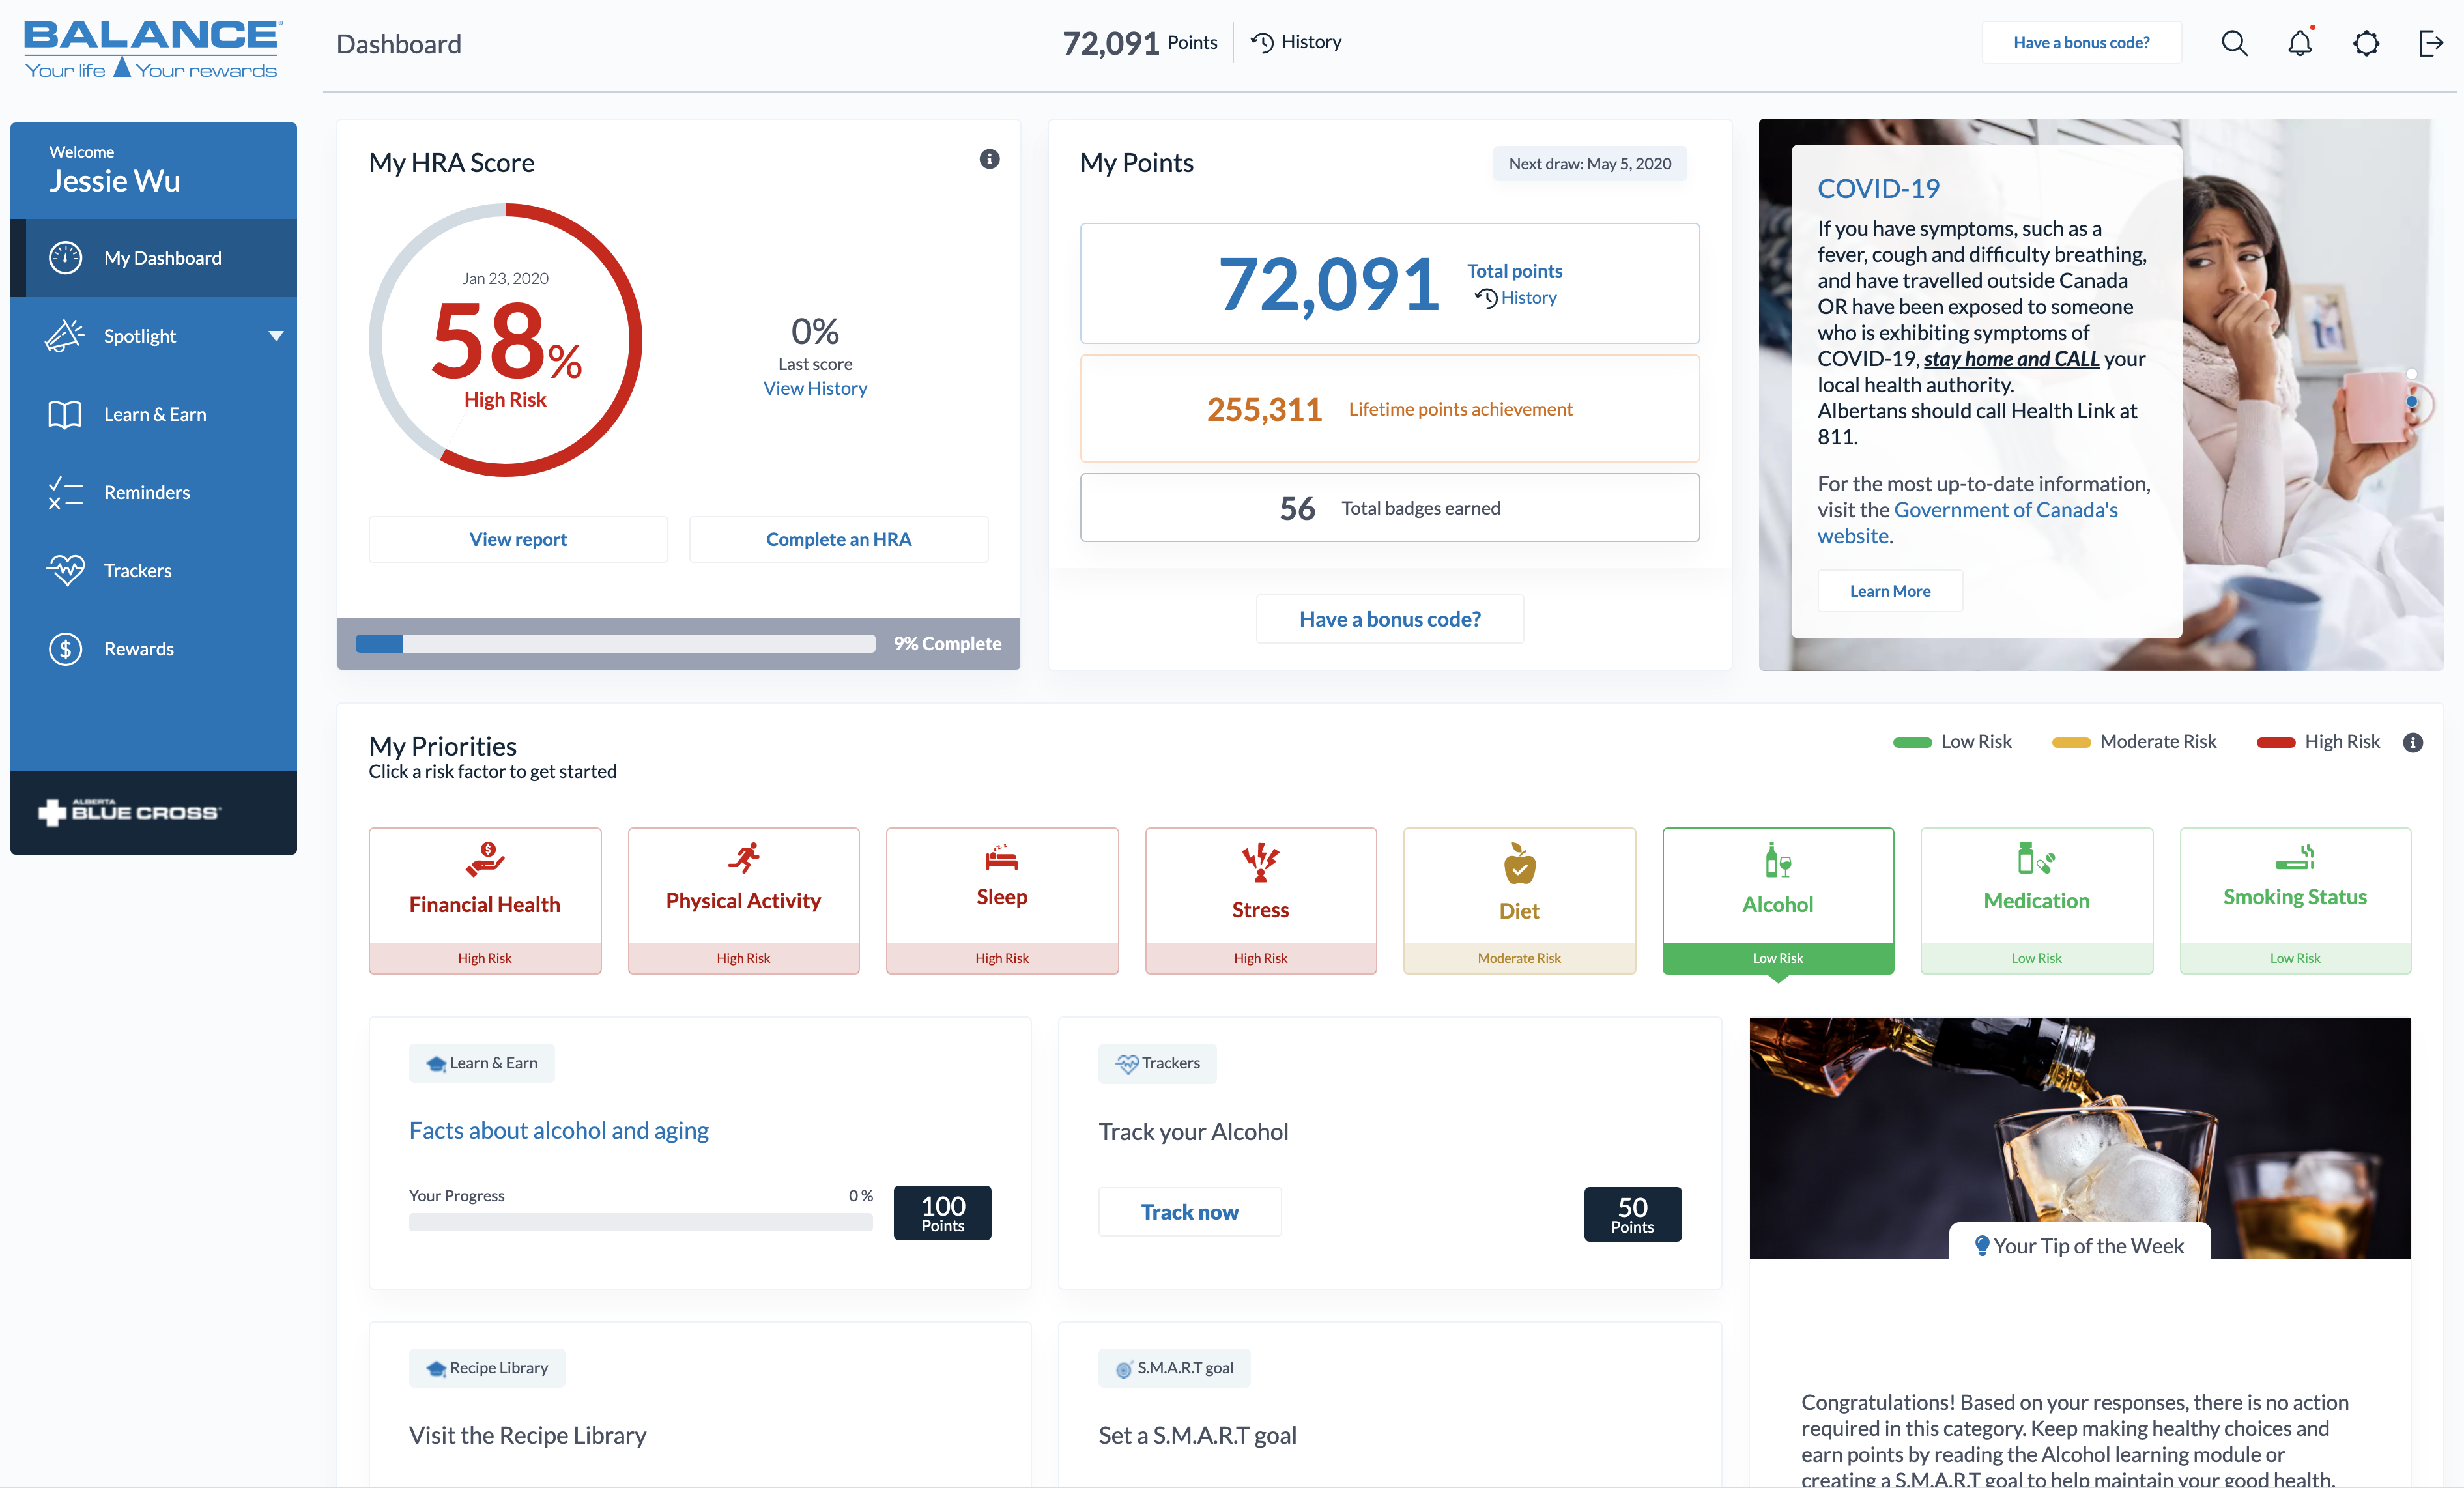 BALANCE
Your life Your rewards
Dashboard
72,091 Points
History
Have a bonus code?
Welcome
Jessie Wu
My Dashboard
Spotlight
Learn & Earn
Reminders
Trackers
Rewards
ALBERTA
BLUE CROSS
My HRA Score
Jan 23, 2020
58%
High Risk
0%
Last score
View History
View report
Complete an HRA
9% Complete
My Points
Next draw: May 5, 2020
72,091
Total points
History
255,311 Lifetime points achievement
56 Total badges earned
Have a bonus code?
COVID-19
If you have symptoms, such as a
fever, cough and difficulty breathing,
and have travelled outside Canada
OR have been exposed to someone
who is exhibiting symptoms of
COVID-19, stay home and CALL your
local health authority.
Albertans should call Health Link at
811.
For the most up-to-date information,
visit the Government of Canada's
website.
Learn More
My Priorities
Click a risk factor to get started
Low Risk
Moderate Risk
High Risk
Financial Health
High Risk
Physical Activity
High Risk
Sleep
High Risk
Stress
High Risk
Diet
Moderate Risk
Alcohol
Low Risk
Medication
Low Risk
Smoking Status
Low Risk
Learn & Earn
Facts about alcohol and aging
Your Progress 0 %
100
Points
Trackers
Track your Alcohol
Track now
50
Points
Recipe Library
Visit the Recipe Library
S.M.A.R.T goal
Set a S.M.A.R.T goal
Your Tip of the Week
Congratulations! Based on your responses, there is no action
required in this category. Keep making healthy choices and
earn points by reading the Alcohol learning module or
creating a S.M.A.R.T goal to help maintain your good health.